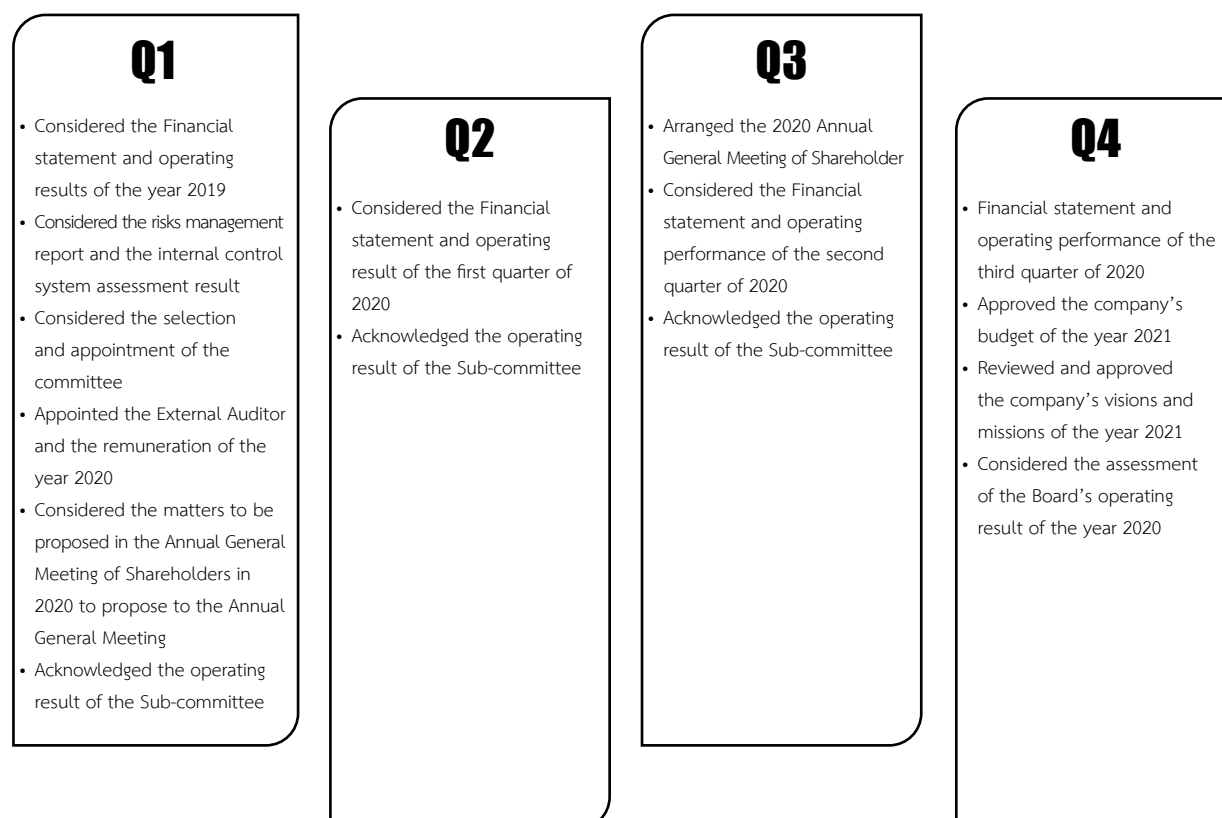 Q1
• Considered the Financial
statement and operating
results of the year 2019
• Considered the risks management
report and the internal control
system assessment result
• Considered the selection
and appointment of the
committee
• Appointed the External Auditor
and the remuneration of the
year 2020
• Considered the matters to be
proposed in the Annual General
Meeting of Shareholders in
2020 to propose to the Annual
General Meeting
• Acknowledged the operating
result of the Sub-committee
Q2
• Considered the Financial
statement and operating
result of the first quarter of
2020
• Acknowledged the operating
result of the Sub-committee
Q3
• Arranged the 2020 Annual
General Meeting of Shareholder
• Considered the Financial
statement and operating
performance of the second
quarter of 2020
• Acknowledged the operating
result of the Sub-committee
Q4
• Financial statement and
operating performance of the
third quarter of 2020
• Approved the company’s
budget of the year 2021
• Reviewed and approved
the company’s visions and
missions of the year 2021
• Considered the assessment
of the Board’s operating
result of the year 2020